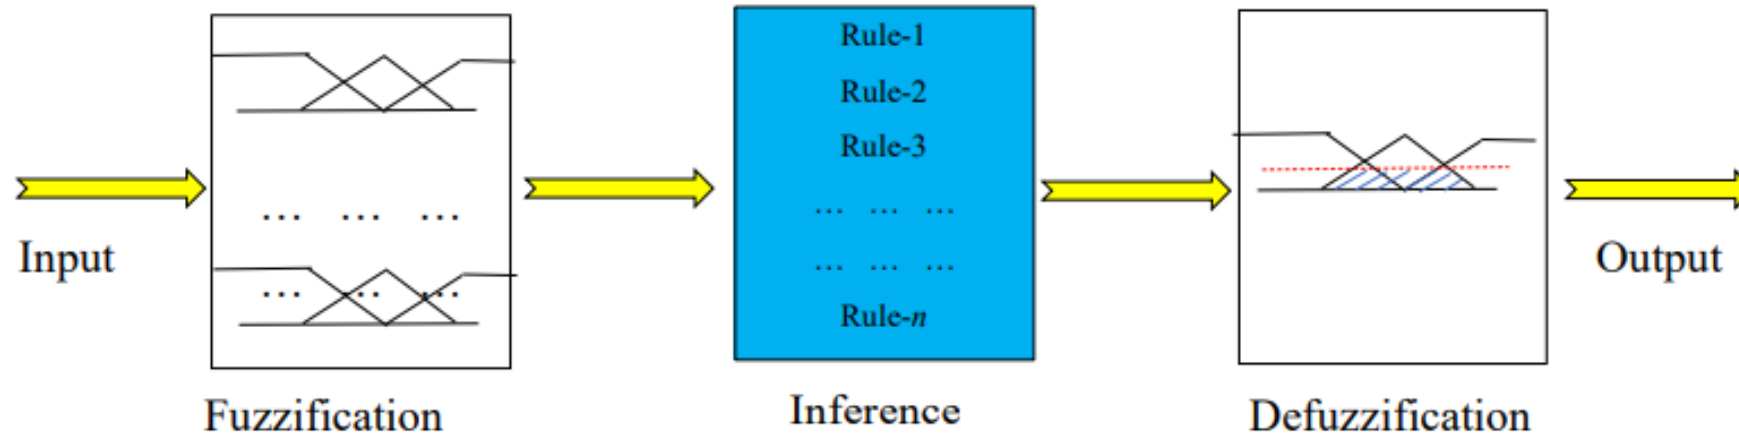 Input
... ... ...
... ... ...
Fuzzification
Rule-1
Rule-2
Rule-3
... ... ...
... ... ...
Rule-n
Inference
Defuzzification
Output